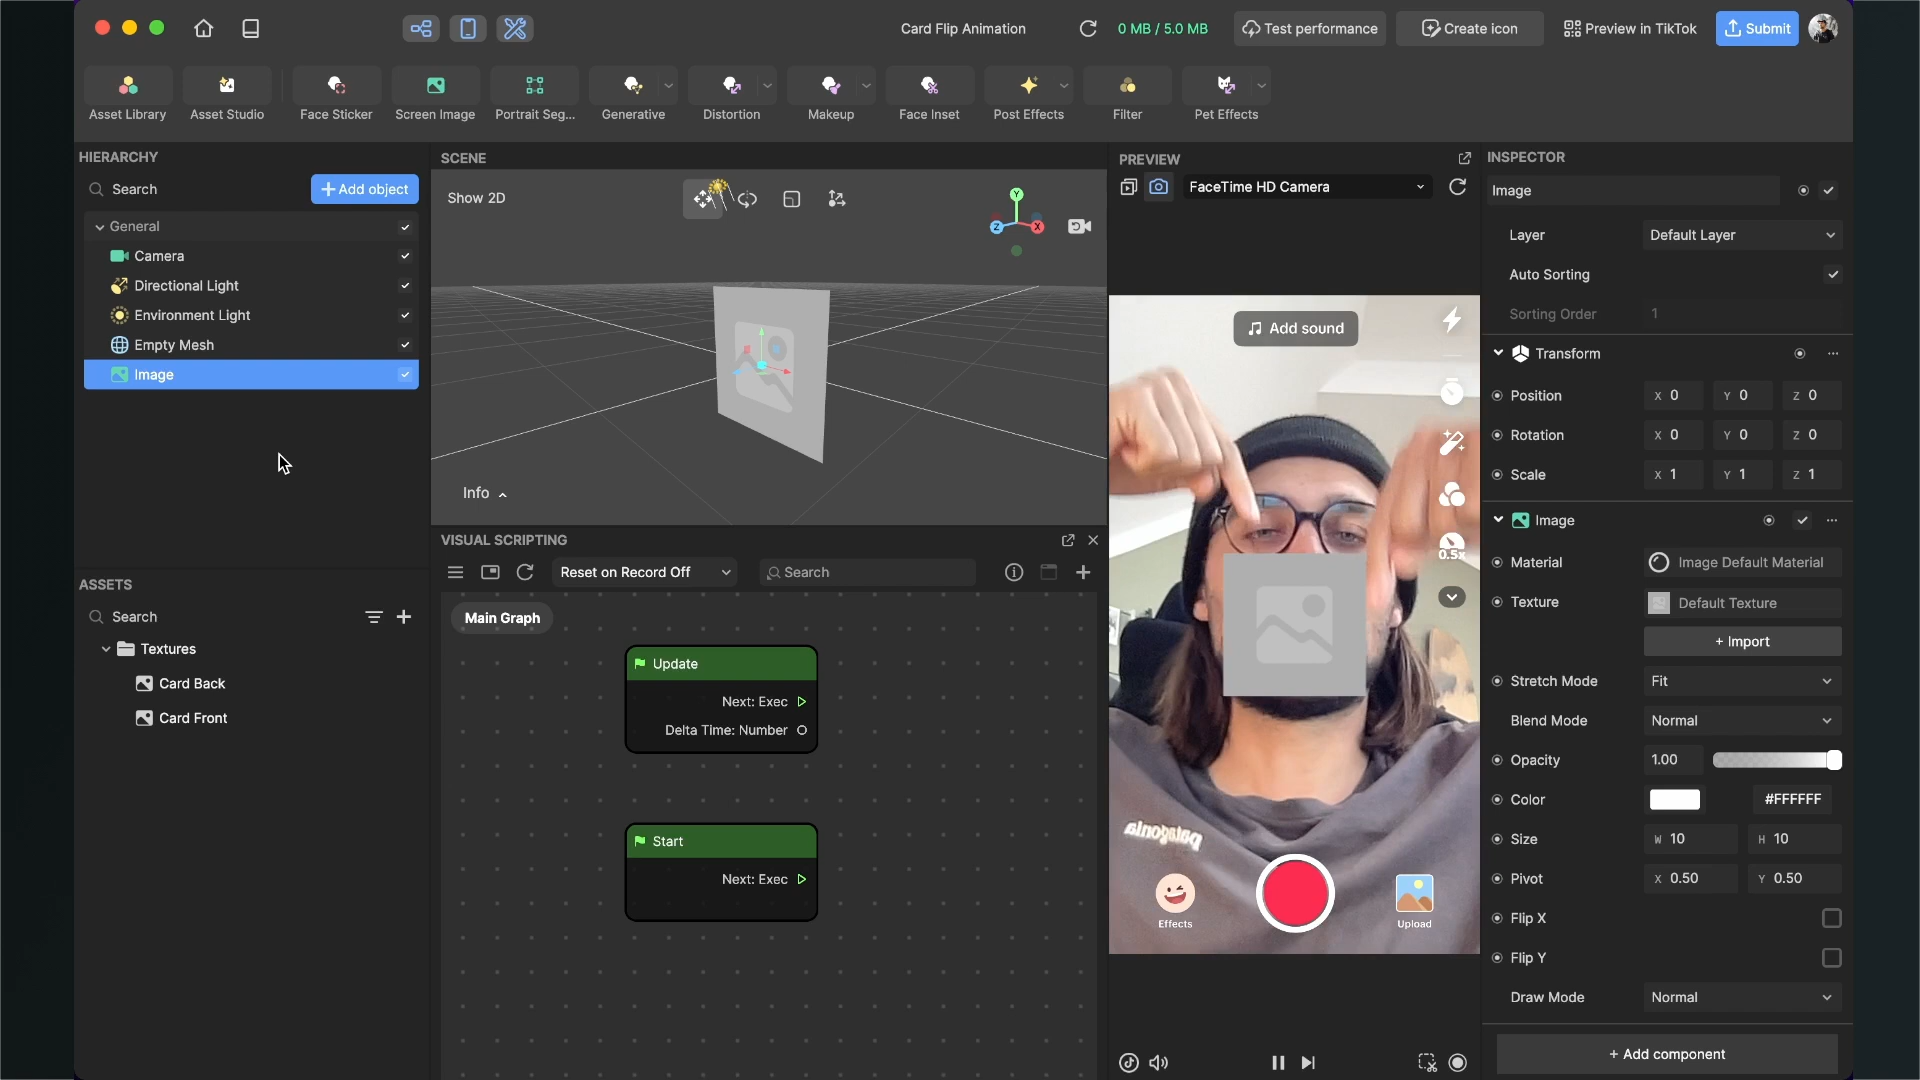 Card Flip Animation
0 MB / 5.0 MB
Test performance
Create icon
Preview in TikTok
Submit
Asset Library
Asset Studio
Face Sticker
Screen Image
Portrait Seg...
Generative
Distortion
Makeup
Face Inset
Post Effects
Filter
Pet Effects
HIERARCHY
Search
+ Add object
General
Camera
Directional Light
Environment Light
Empty Mesh
Image
ASSETS
Search
Textures
Card Back
Card Front
SCENE
Show 2D
Y
Z
X
Info
VISUAL SCRIPTING
Reset on Record Off
Search
Main Graph
Update
Next: Exec
Delta Time: Number
Start
Next: Exec
PREVIEW
FaceTime HD Camera
Add sound
0.5x
patagonia
Effects
Upload
INSPECTOR
Image
Layer Default Layer
Auto Sorting
Sorting Order 1
Transform
Position X 0 Y 0 Z 0
Rotation X 0 Y 0 Z 0
Scale X 1 Y 1 Z 1
Image
Material Image Default Material
Texture Default Texture
+ Import
Stretch Mode Fit
Blend Mode Normal
Opacity 1.00
Color #FFFFFF
Size W 10 H 10
Pivot X 0.50 Y 0.50
Flip X
Flip Y
Draw Mode Normal
+ Add component